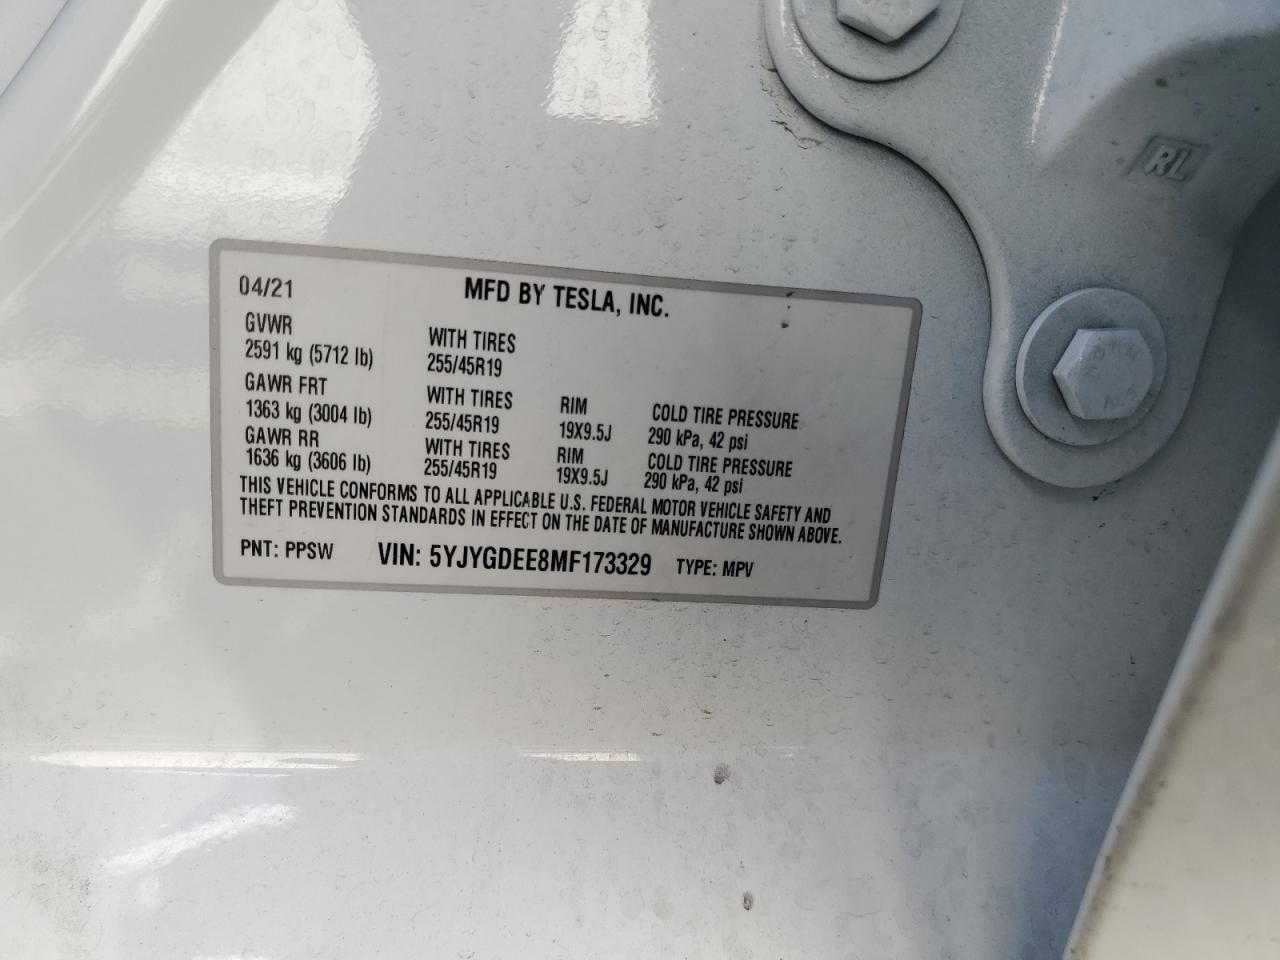 04/21 MFD BY TESLA, INC.
GVWR
2591 kg (5712 lb)
WITH TIRES
255/45R19
GAWR FRT
1363 kg (3004 lb)
WITH TIRES
255/45R19
RIM
19X9.5J
COLD TIRE PRESSURE
290 kPa, 42 psi
GAWR RR
1636 kg (3606 lb)
WITH TIRES
255/45R19
RIM
19X9.5J
COLD TIRE PRESSURE
290 kPa, 42 psi
THIS VEHICLE CONFORMS TO ALL APPLICABLE U.S. FEDERAL MOTOR VEHICLE SAFETY AND
THEFT PREVENTION STANDARDS IN EFFECT ON THE DATE OF MANUFACTURE SHOWN ABOVE.
PNT: PPSW VIN: 5YJYGDEE8MF173329 TYPE: MPV
RL